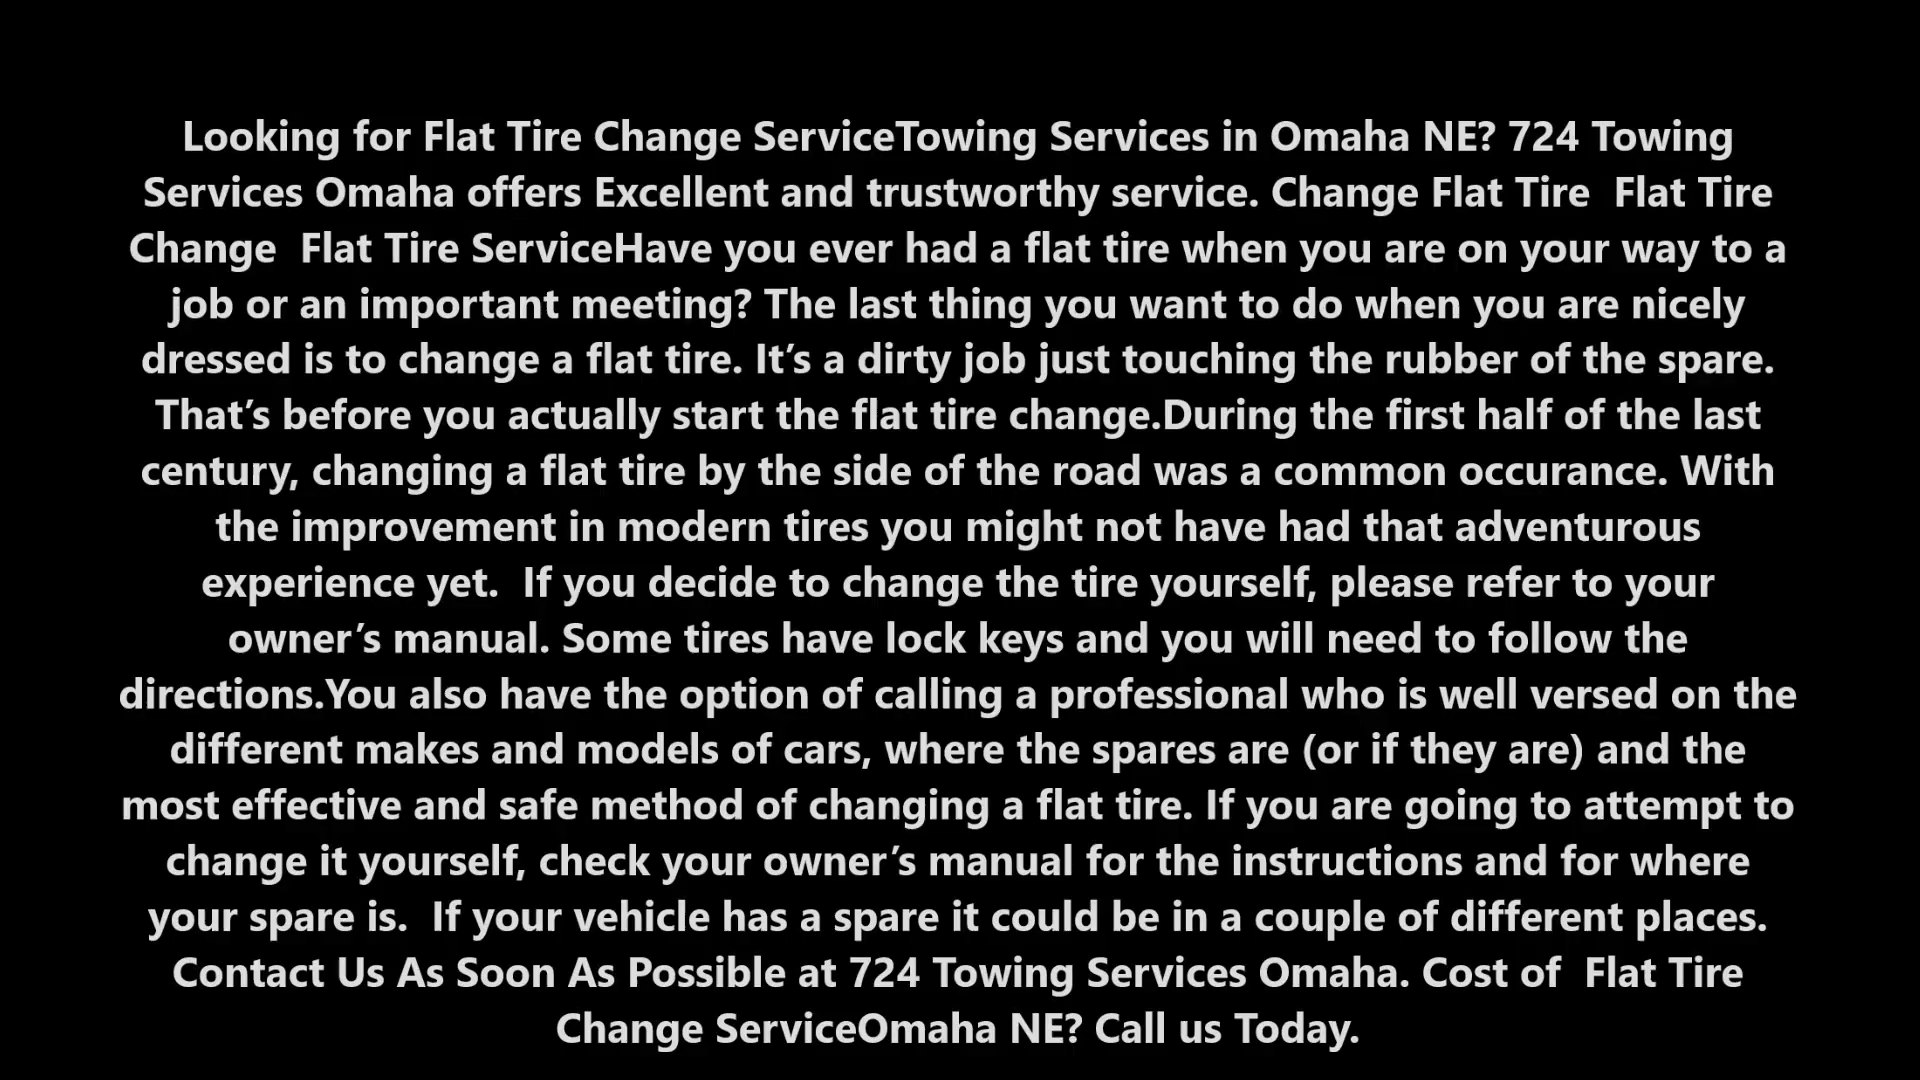 Looking for Flat Tire Change ServiceTowing Services in Omaha NE? 724 Towing
Services Omaha offers Excellent and trustworthy service. Change Flat Tire  Flat Tire
Change  Flat Tire ServiceHave you ever had a flat tire when you are on your way to a
job or an important meeting? The last thing you want to do when you are nicely
dressed is to change a flat tire. It’s a dirty job just touching the rubber of the spare.
That’s before you actually start the flat tire change.During the first half of the last
century, changing a flat tire by the side of the road was a common occurance. With
the improvement in modern tires you might not have had that adventurous
experience yet.  If you decide to change the tire yourself, please refer to your
owner’s manual. Some tires have lock keys and you will need to follow the
directions.You also have the option of calling a professional who is well versed on the
different makes and models of cars, where the spares are (or if they are) and the
most effective and safe method of changing a flat tire. If you are going to attempt to
change it yourself, check your owner’s manual for the instructions and for where
your spare is.  If your vehicle has a spare it could be in a couple of different places.
Contact Us As Soon As Possible at 724 Towing Services Omaha. Cost of  Flat Tire
Change ServiceOmaha NE? Call us Today.